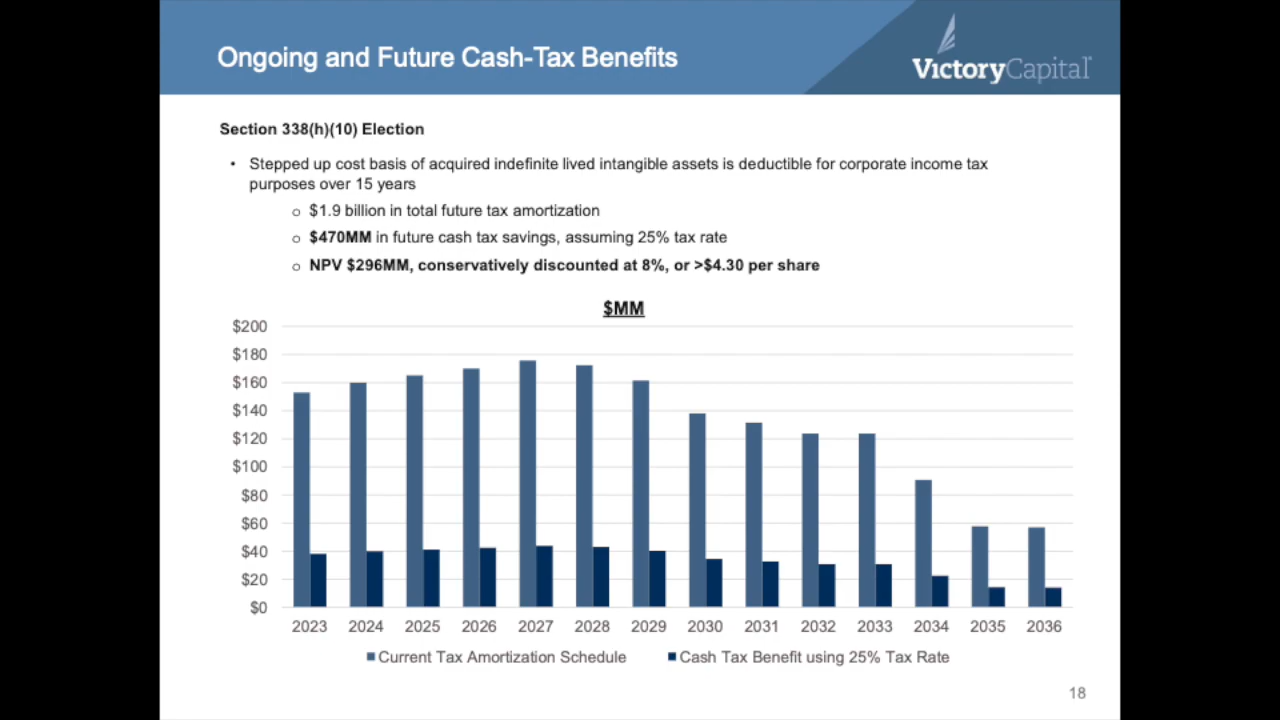 Ongoing and Future Cash-Tax Benefits
VictoryCapital®
Section 338(h)(10) Election
• Stepped up cost basis of acquired indefinite lived intangible assets is deductible for corporate income tax
purposes over 15 years
o $1.9 billion in total future tax amortization
o $470MM in future cash tax savings, assuming 25% tax rate
o NPV $296MM, conservatively discounted at 8%, or >$4.30 per share
$MM
$200
$180
$160
$140
$120
$100
$80
$60
$40
$20
$0
2023 2024 2025 2026 2027 2028 2029 2030 2031 2032 2033 2034 2035 2036
Current Tax Amortization Schedule Cash Tax Benefit using 25% Tax Rate
18